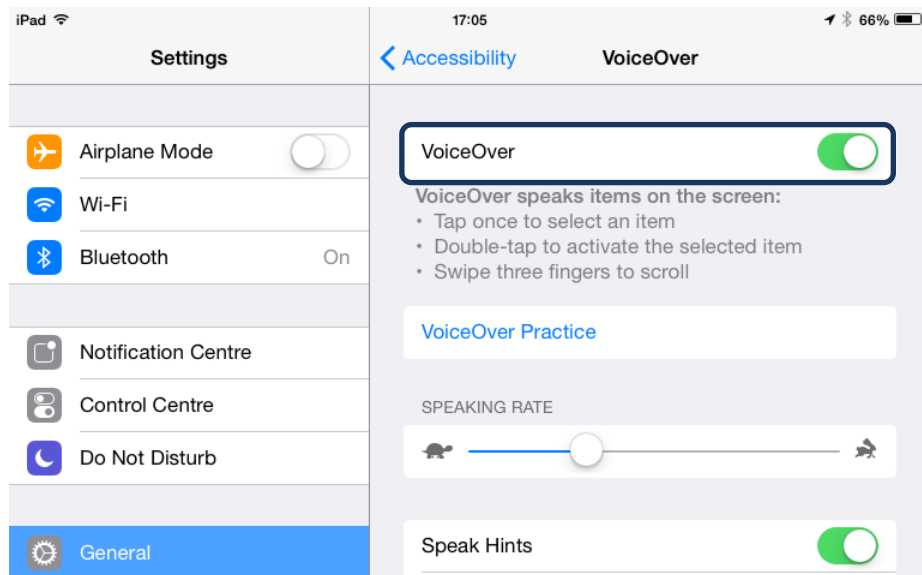 iPad 17:05 66%
Settings
Airplane Mode
Wi-Fi
Bluetooth On
Notification Centre
Control Centre
Do Not Disturb
General
Accessibility VoiceOver
VoiceOver
VoiceOver speaks items on the screen:
• Tap once to select an item
• Double-tap to activate the selected item
• Swipe three fingers to scroll
VoiceOver Practice
SPEAKING RATE
Speak Hints